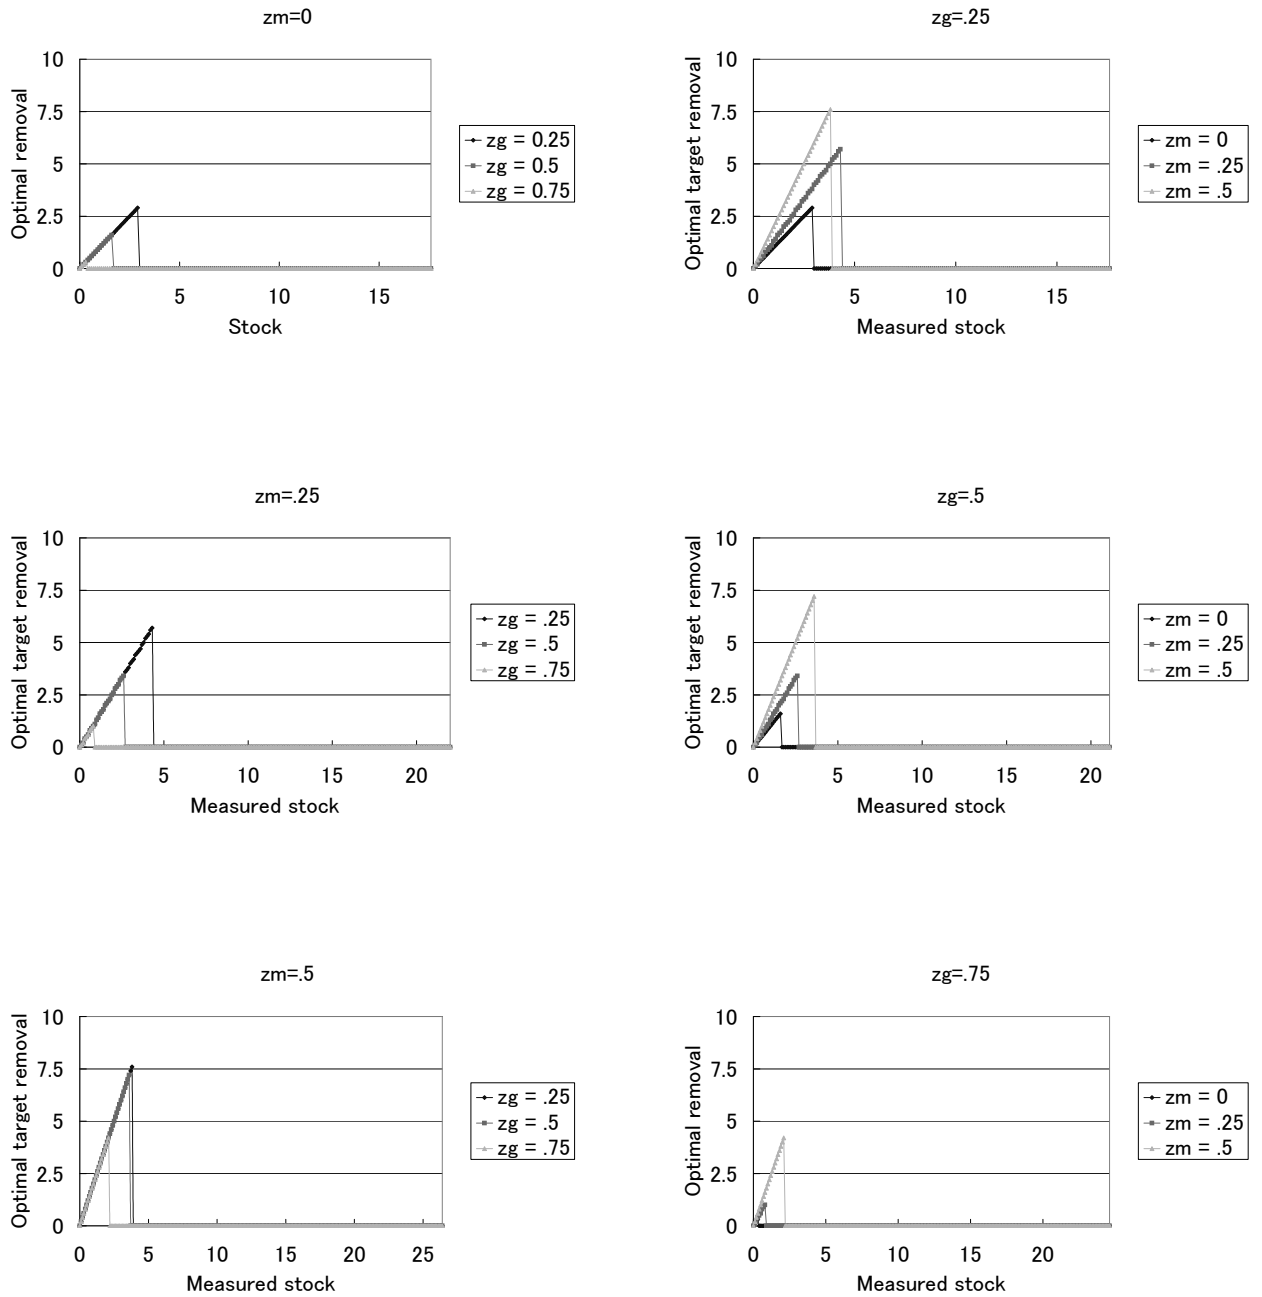 zm=0
10
7.5
5
2.5
0
0 5 10 15
Optimal removal
Stock
zg = 0.25
zg = 0.5
zg = 0.75
zg=.25
10
7.5
5
2.5
0
0 5 10 15
Optimal target removal
Measured stock
zm = 0
zm = .25
zm = .5
zm=.25
10
7.5
5
2.5
0
0 5 10 15 20
Optimal target removal
Measured stock
zg = .25
zg = .5
zg = .75
zg=.5
10
7.5
5
2.5
0
0 5 10 15 20
Optimal target removal
Measured stock
zm = 0
zm = .25
zm = .5
zm=.5
10
7.5
5
2.5
0
0 5 10 15 20 25
Optimal target removal
Measured stock
zg = .25
zg = .5
zg = .75
zg=.75
10
7.5
5
2.5
0
0 5 10 15 20
Optimal removal
Measured stock
zm = 0
zm = .25
zm = .5